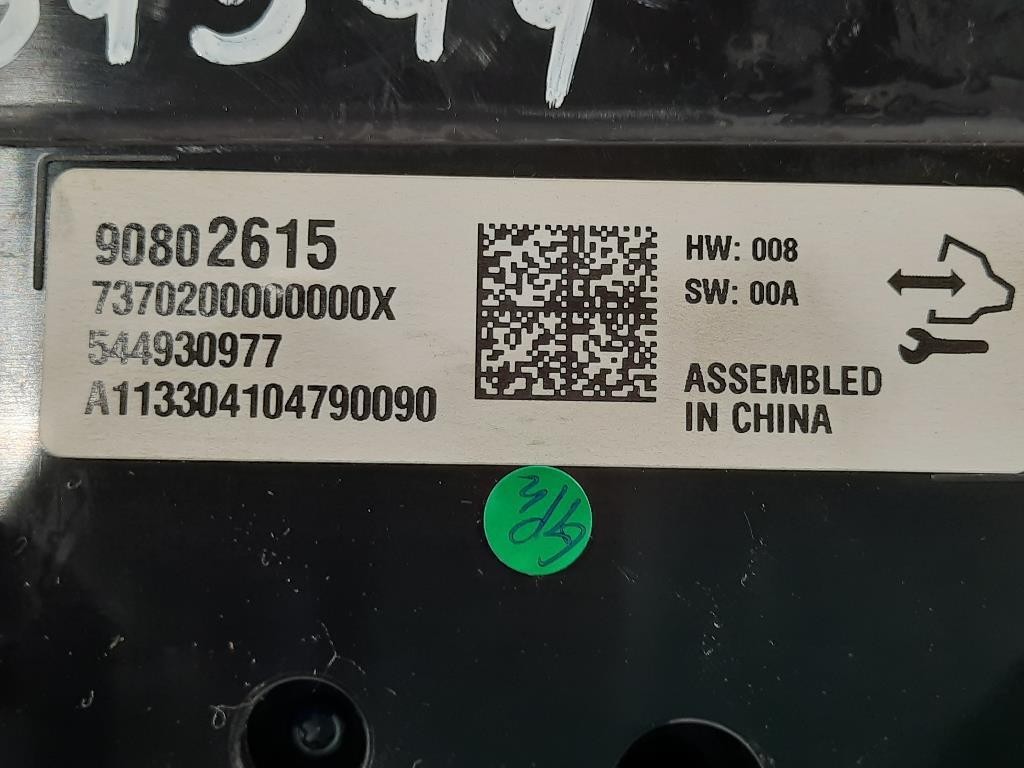 90802615
7370200000000X
544930977
A113304104790090
HW: 008
SW: 00A
ASSEMBLED
IN CHINA